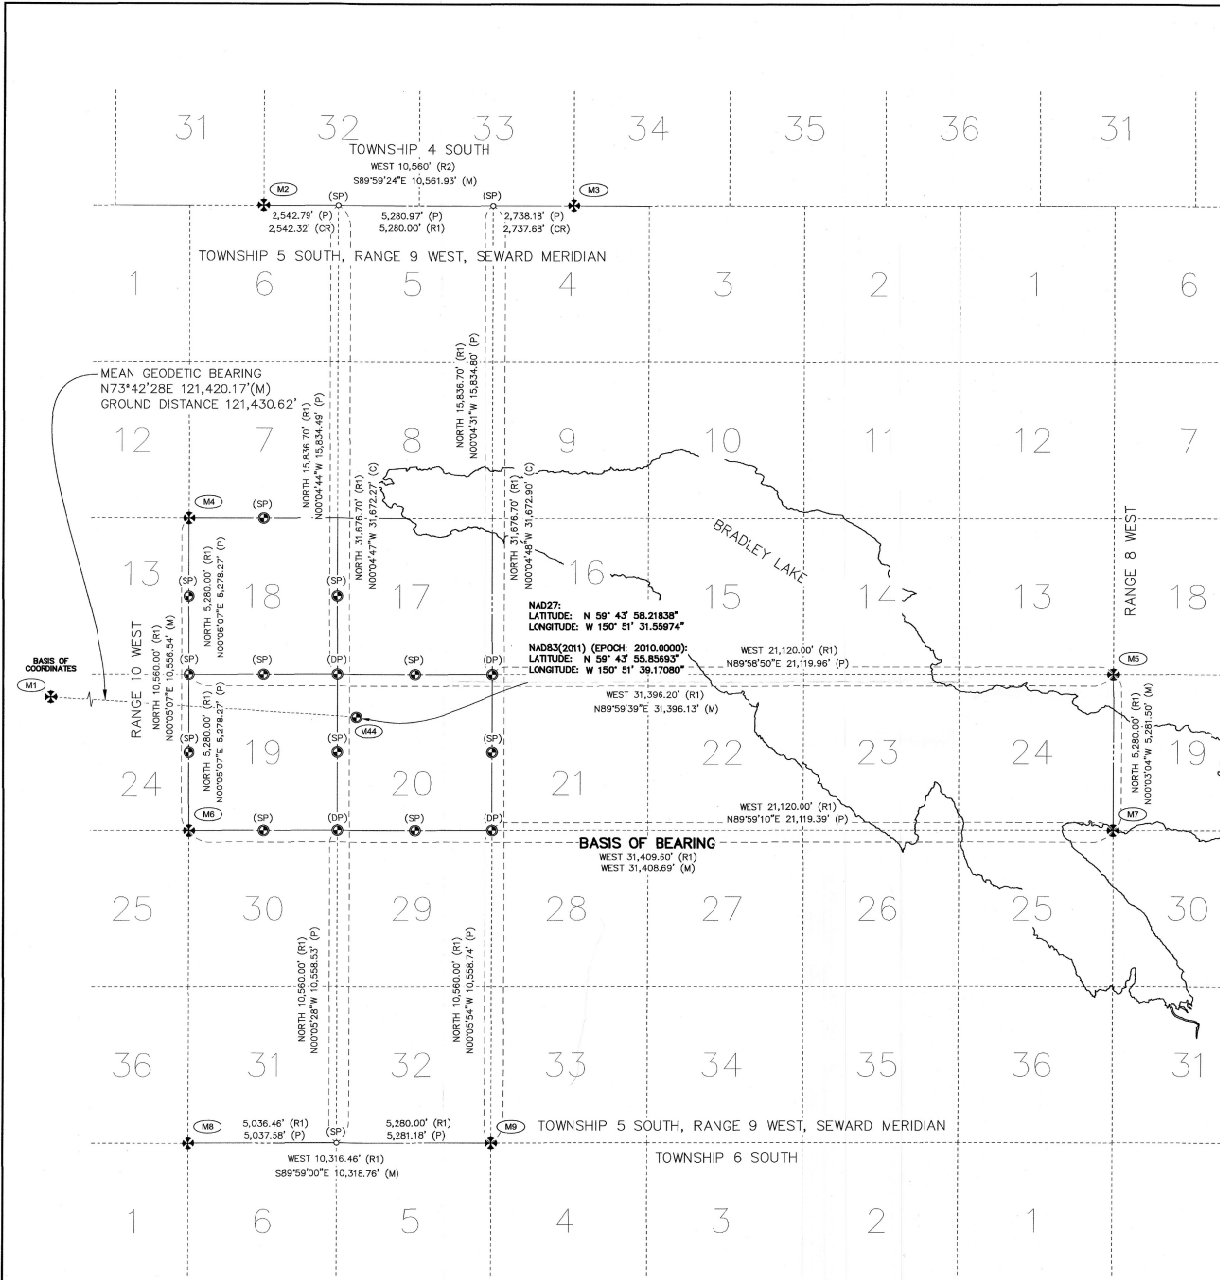 31 32 33 34 35 36 31
TOWNSHIP 4 SOUTH
WEST 10,560' (R2)
S89°59'24"E 10,561.93' (M)
M2
(SP)
(SP)
M3
2,542.79' (P)
2,542.32' (CR)
5,280.97' (P)
5,280.00' (R1)
2,738.13' (P)
2,737.63' (CR)
TOWNSHIP 5 SOUTH, RANGE 9 WEST, SEWARD MERIDIAN
1 6 5 4 3 2 1 6
MEAN GEODETIC BEARING
N73°42'28E 121,420.17'(M)
GROUND DISTANCE 121,430.62'
NORTH 15,836.70' (R1)
N00°04'44"W 15,834.49' (P)
NORTH 15,836.70' (R1)
N00°04'31"W 15,834.80' (P)
12 7 8 9 10 11 12 7
NORTH 31,676.70' (R1)
N00°04'47"W 31,672.27' (C)
NORTH 31,676.70' (R1)
N00°04'48"W 31,672.90' (C)
M4
(SP)
BRADLEY LAKE
RANGE 8 WEST
13 18 17 16 15 14 13 18
(SP)
(SP)
NORTH 5,280.00' (R1)
N00°05'07"E 5,278.27' (P)
NAD27:
LATITUDE: N 59° 43' 58.21838"
LONGITUDE: W 150° 51' 31.55974"
NAD83(2011) (EPOCH: 2010.0000):
LATITUDE: N 59° 43' 55.85693"
LONGITUDE: W 150° 51' 39.17080"
RANGE 10 WEST
NORTH 10,560.00' (R1)
N00°05'07"E 10,556.54' (M)
(SP)
(SP)
(DP)
(SP)
(DP)
WEST 21,120.00' (R1)
N89°58'50"E 21,119.96' (P)
M5
BASIS OF
COORDINATES
M1
WEST 31,396.20' (R1)
N89°59'39"E 31,396.13' (M)
M44
NORTH 5,280.00' (R1)
N00°05'07"E 5,278.27' (P)
(SP)
(SP)
NORTH 5,280.00' (R1)
N00°03'04"W 5,281.50' (M)
24 19 20 21 22 23 24 19
M6
(SP)
(DP)
(SP)
(DP)
WEST 21,120.00' (R1)
N89°59'10"E 21,119.39' (P)
M7
BASIS OF BEARING
WEST 31,409.50' (R1)
WEST 31,408.69' (M)
25 30 29 28 27 26 25 30
NORTH 10,560.00' (R1)
N00°05'28"W 10,558.53' (P)
NORTH 10,560.00' (R1)
N00°05'54"W 10,558.74' (P)
36 31 32 33 34 35 36 31
M8
5,036.46' (R1)
5,037.58' (P)
(SP)
5,280.00' (R1)
5,281.18' (P)
M9
TOWNSHIP 5 SOUTH, RANGE 9 WEST, SEWARD MERIDIAN
WEST 10,316.46' (R1)
S89°59'00"E 10,318.76' (M)
TOWNSHIP 6 SOUTH
1 6 5 4 3 2 1